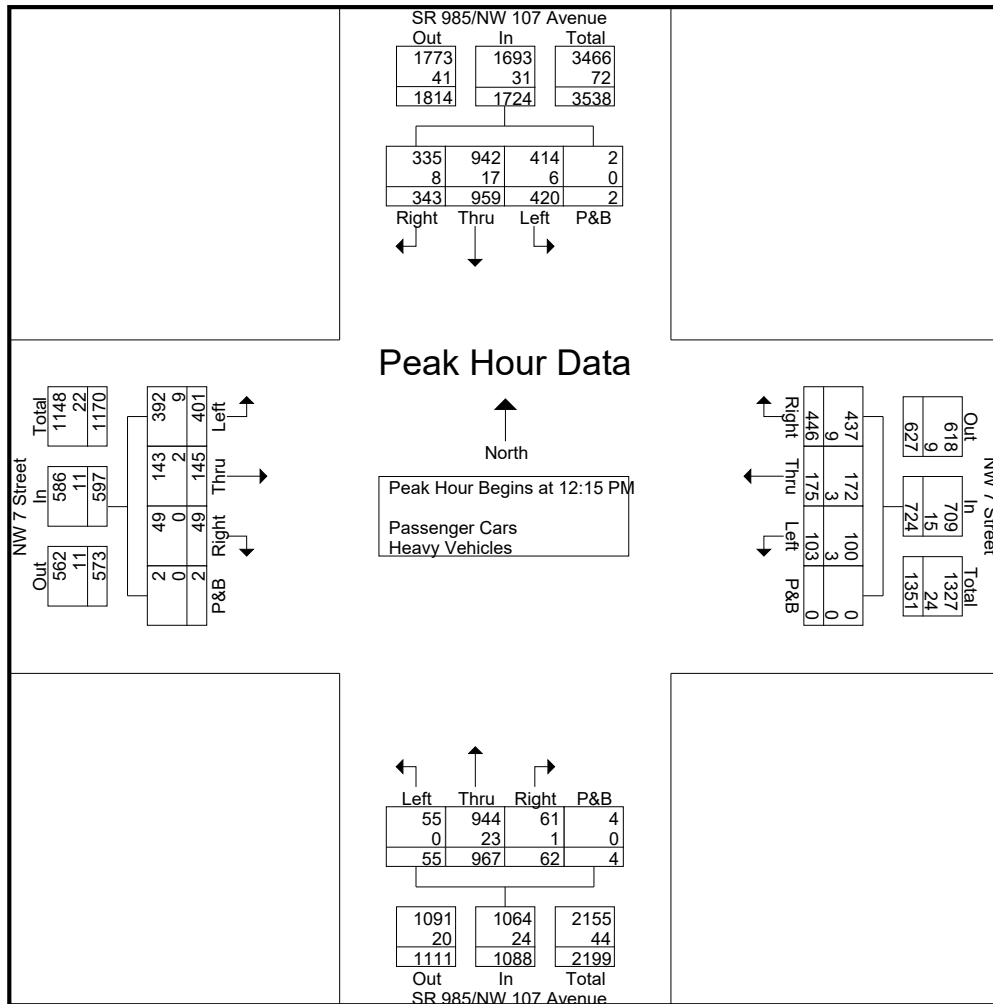 SR 985/NW 107 Avenue
Out In Total
1773 1693 3466
41 31 72
1814 1724 3538
335 942 414 2
8 17 6 0
343 959 420 2
Right Thru Left P&B
Peak Hour Data
North
Peak Hour Begins at 12:15 PM
Passenger Cars
Heavy Vehicles
NW 7 Street
Total In Out
1148 586 562
22 11 11
1170 597 573
392 143 49 2
9 2 0 0
401 145 49 2
Left Thru Right P&B
NW 7 Street
Out In Total
618 709 1327
9 15 24
627 724 1351
437 172 100 0
9 3 3 0
446 175 103 0
Right Thru Left P&B
Left Thru Right P&B
55 944 61 4
0 23 1 0
55 967 62 4
1091 1064 2155
20 24 44
1111 1088 2199
Out In Total
SR 985/NW 107 Avenue